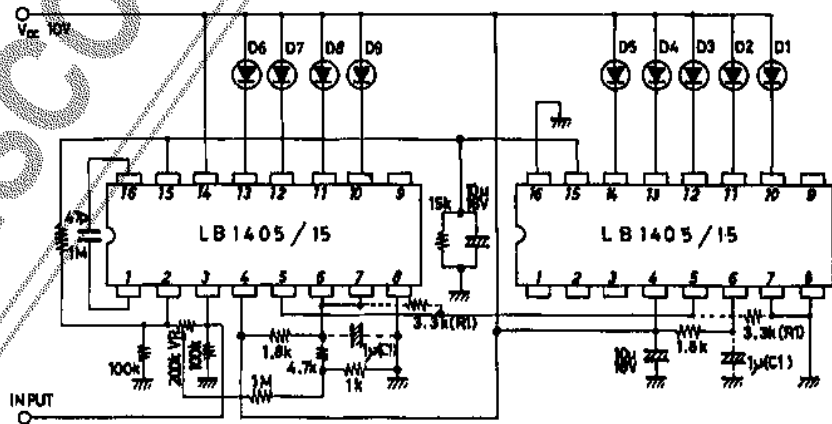 Vcc 10V
D6 D7 D8 D9 D5 D4 D3 D2 D1
16 15 14 13 12 11 10 9
16 15 14 13 12 11 10 9
47p
1M
LB1405/15
15k
10μ
16V
LB1405/15
1 2 3 4 5 6 7 8
1 2 3 4 5 6 7 8
3.3k(R1)
3.3k(R1)
1.8k
1μ(C1)
1.8k
10μ
16V
1μ(C1)
100k
200k VR
100k
4.7k
1k
1M
INPUT